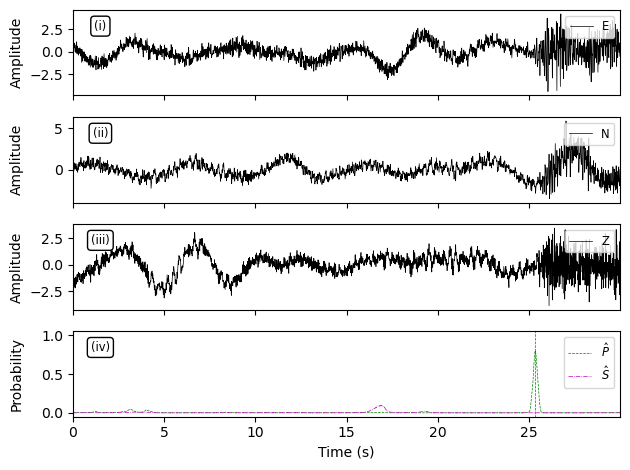 (i)
E
Amplitude
2.5
0.0
−2.5
(ii)
N
Amplitude
5
0
(iii)
Z
Amplitude
2.5
0.0
−2.5
(iv)
P̂
Ŝ
Probability
1.0
0.5
0.0
0 5 10 15 20 25
Time (s)